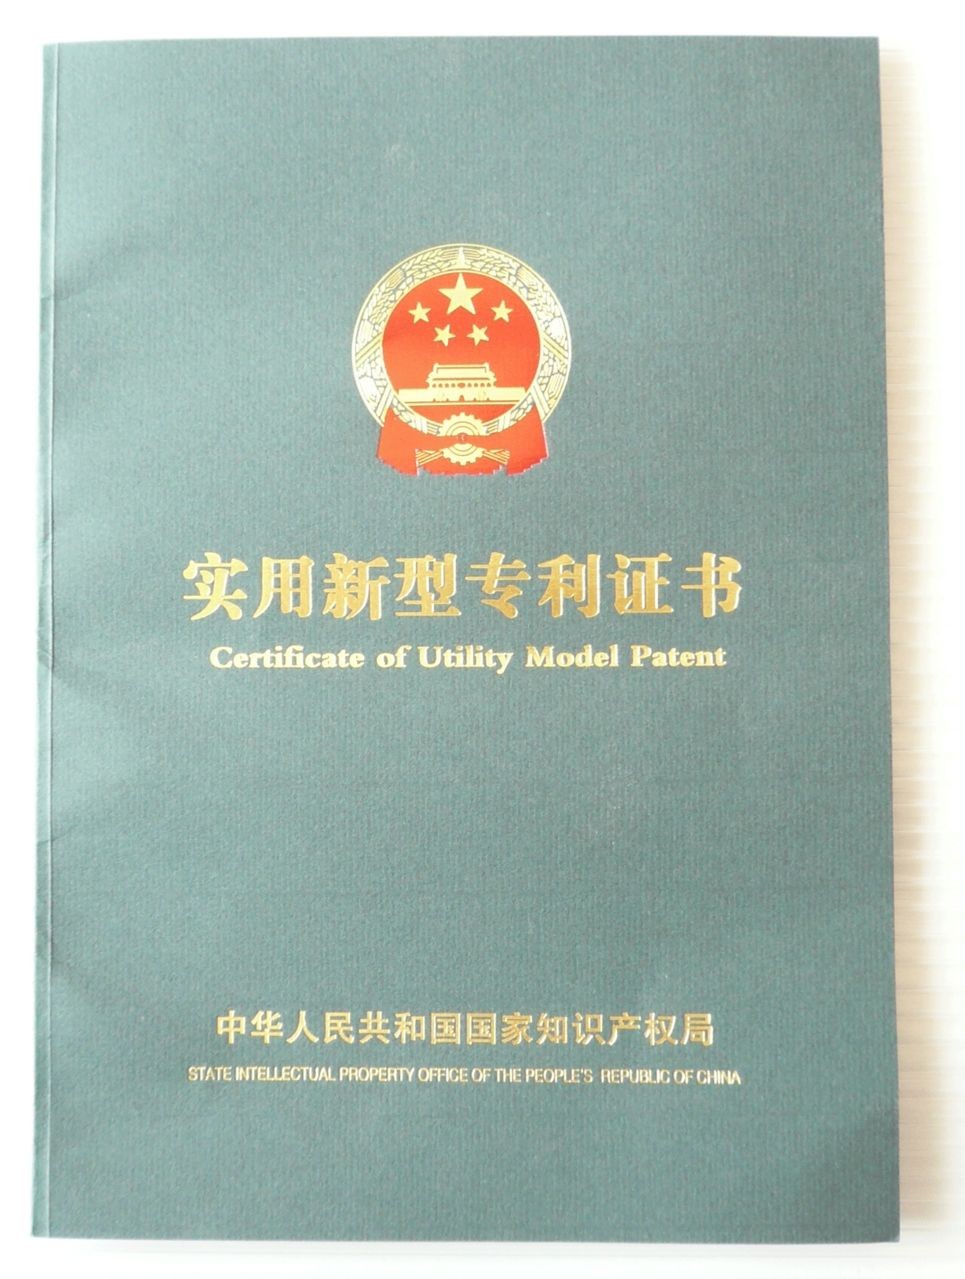 实用新型专利证书
Certificate of Utility Model Patent
中华人民共和国国家知识产权局
STATE INTELLECTUAL PROPERTY OFFICE OF THE PEOPLE'S REPUBLIC OF CHINA